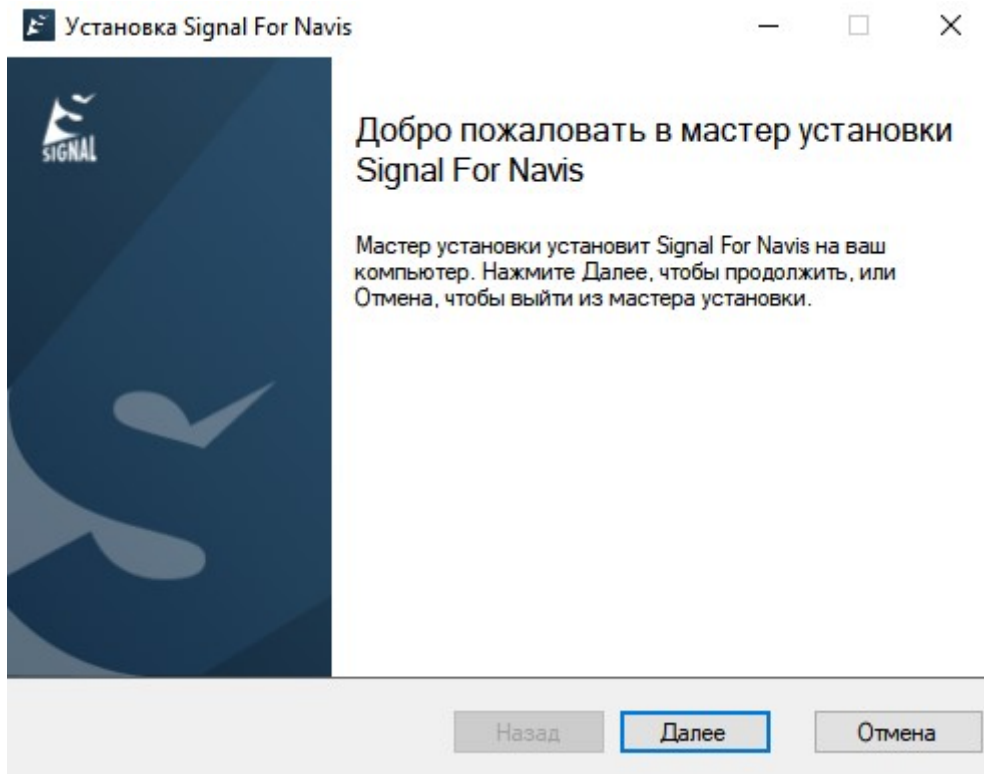 Установка Signal For Navis
SIGNAL
Добро пожаловать в мастер установки
Signal For Navis
Мастер установки установит Signal For Navis на ваш
компьютер. Нажмите Далее, чтобы продолжить, или
Отмена, чтобы выйти из мастера установки.
Назад Далее Отмена